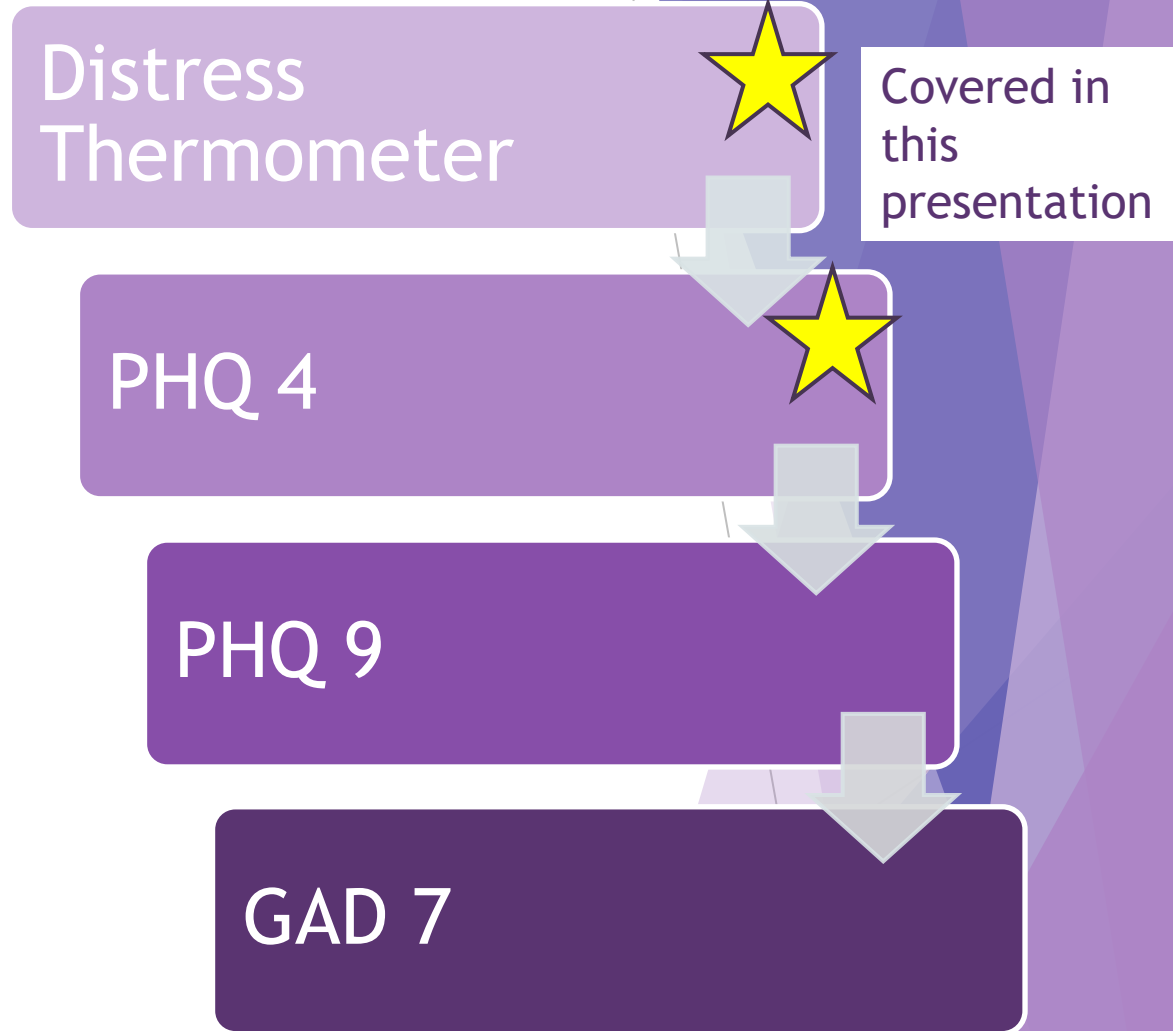 Distress
Thermometer
Covered in
this
presentation
PHQ 4
PHQ 9
GAD 7